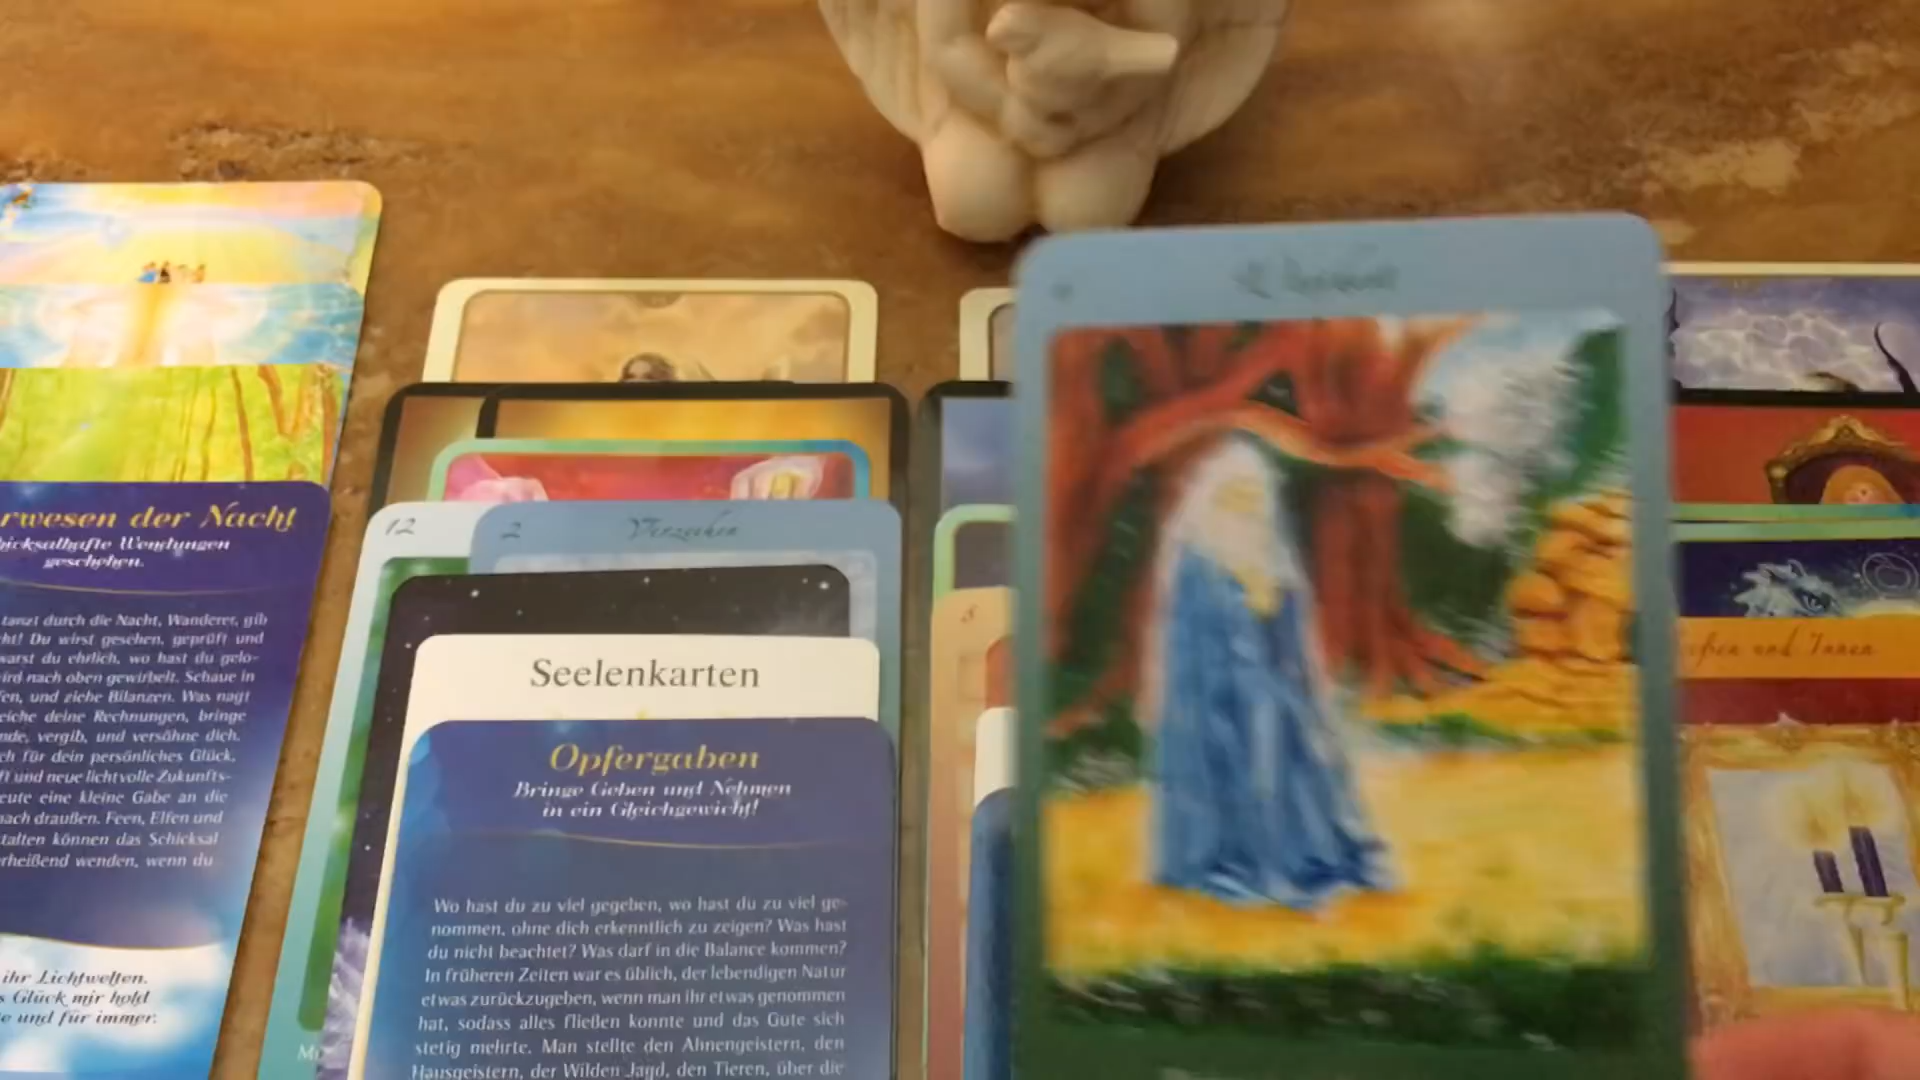 rwesen der Nacht
hicksalhafte Wendungen
geschehen.
tanzt durch die Nacht, Wanderer, gib
cht! Du wirst gesehen, geprüft und
warst du ehrlich, wo hast du gelo-
ird nach oben gewirbelt. Schaue in
fen, und ziehe Bilanzen. Was nagt
eiche deine Rechnungen, bringe
nde, vergib, und versöhne dich.
ch für dein persönliches Glück,
ft und neue lichtvolle Zukunfts-
eute eine kleine Gabe an die
nach draußen. Feen, Elfen und
talten können das Schicksal
rheißend wenden, wenn du
ihr Lichtwelten.
s Glück mir hold
e und für immer.
12
2 Verzeihen
Seelenkarten
Opfergaben
Bringe Geben und Nehmen
in ein Gleichgewicht!
Wo hast du zu viel gegeben, wo hast du zu viel ge-
nommen, ohne dich erkenntlich zu zeigen? Was hast
du nicht beachtet? Was darf in die Balance kommen?
In früheren Zeiten war es üblich, der lebendigen Natur
etwas zurückzugeben, wenn man ihr etwas genommen
hat, sodass alles fließen konnte und das Gute sich
stetig mehrte. Man stellte den Ahnengeistern, den
Hausgeistern, der Wilden Jagd, den Tieren, über die
und Innen